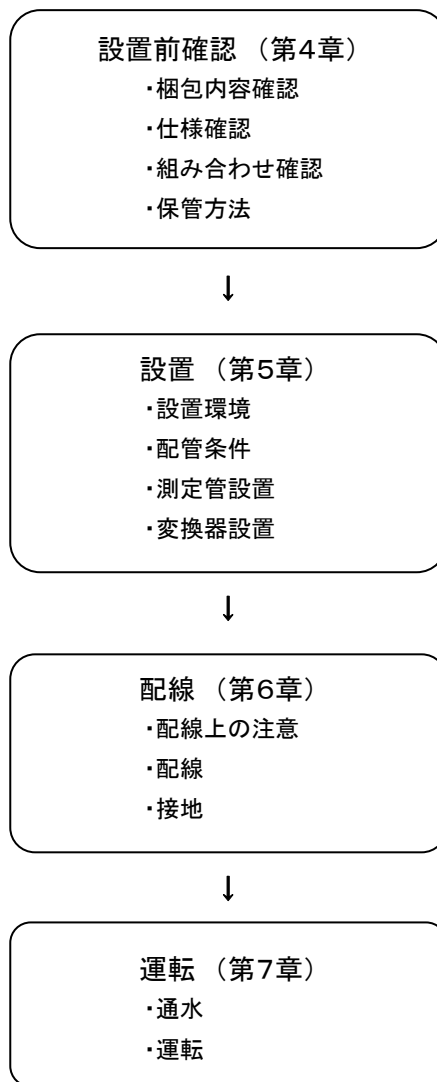 設置前確認 （第4章）
・梱包内容確認
・仕様確認
・組み合わせ確認
・保管方法
↓
設置 （第5章）
・設置環境
・配管条件
・測定管設置
・変換器設置
↓
配線 （第6章）
・配線上の注意
・配線
・接地
↓
運転 （第7章）
・通水
・運転